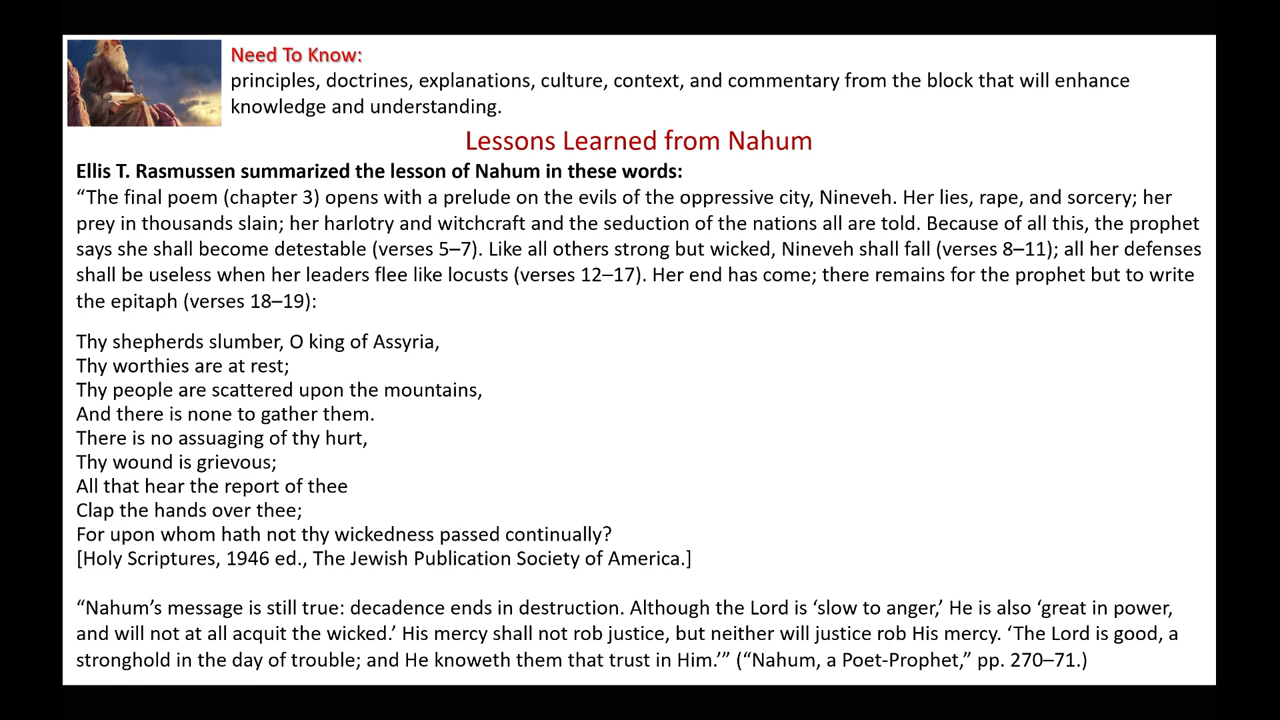 Need To Know:
principles, doctrines, explanations, culture, context, and commentary from the block that will enhance
knowledge and understanding.
Lessons Learned from Nahum
Ellis T. Rasmussen summarized the lesson of Nahum in these words:
“The final poem (chapter 3) opens with a prelude on the evils of the oppressive city, Nineveh. Her lies, rape, and sorcery; her
prey in thousands slain; her harlotry and witchcraft and the seduction of the nations all are told. Because of all this, the prophet
says she shall become detestable (verses 5–7). Like all others strong but wicked, Nineveh shall fall (verses 8–11); all her defenses
shall be useless when her leaders flee like locusts (verses 12–17). Her end has come; there remains for the prophet but to write
the epitaph (verses 18–19):
Thy shepherds slumber, O king of Assyria,
Thy worthies are at rest;
Thy people are scattered upon the mountains,
And there is none to gather them.
There is no assuaging of thy hurt,
Thy wound is grievous;
All that hear the report of thee
Clap the hands over thee;
For upon whom hath not thy wickedness passed continually?
[Holy Scriptures, 1946 ed., The Jewish Publication Society of America.]
“Nahum’s message is still true: decadence ends in destruction. Although the Lord is ‘slow to anger,’ He is also ‘great in power,
and will not at all acquit the wicked.’ His mercy shall not rob justice, but neither will justice rob His mercy. ‘The Lord is good, a
stronghold in the day of trouble; and He knoweth them that trust in Him.’” (“Nahum, a Poet-Prophet,” pp. 270–71.)